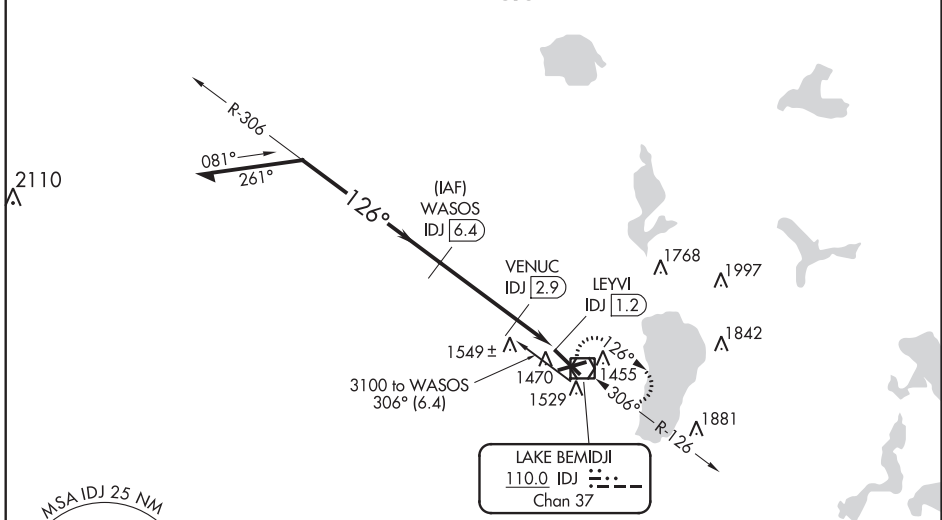 R-306
081°
261°
2110
126°
(IAF)
WASOS
IDJ 6.4
VENUC
IDJ 2.9
LEYVI
IDJ 1.2
1768
1997
1842
1549 ±
1470
126°
1455
3100 to WASOS
306° (6.4)
1529
306°
R-126
1881
LAKE BEMIDJI
110.0 IDJ
Chan 37
MSA IDJ 25 NM